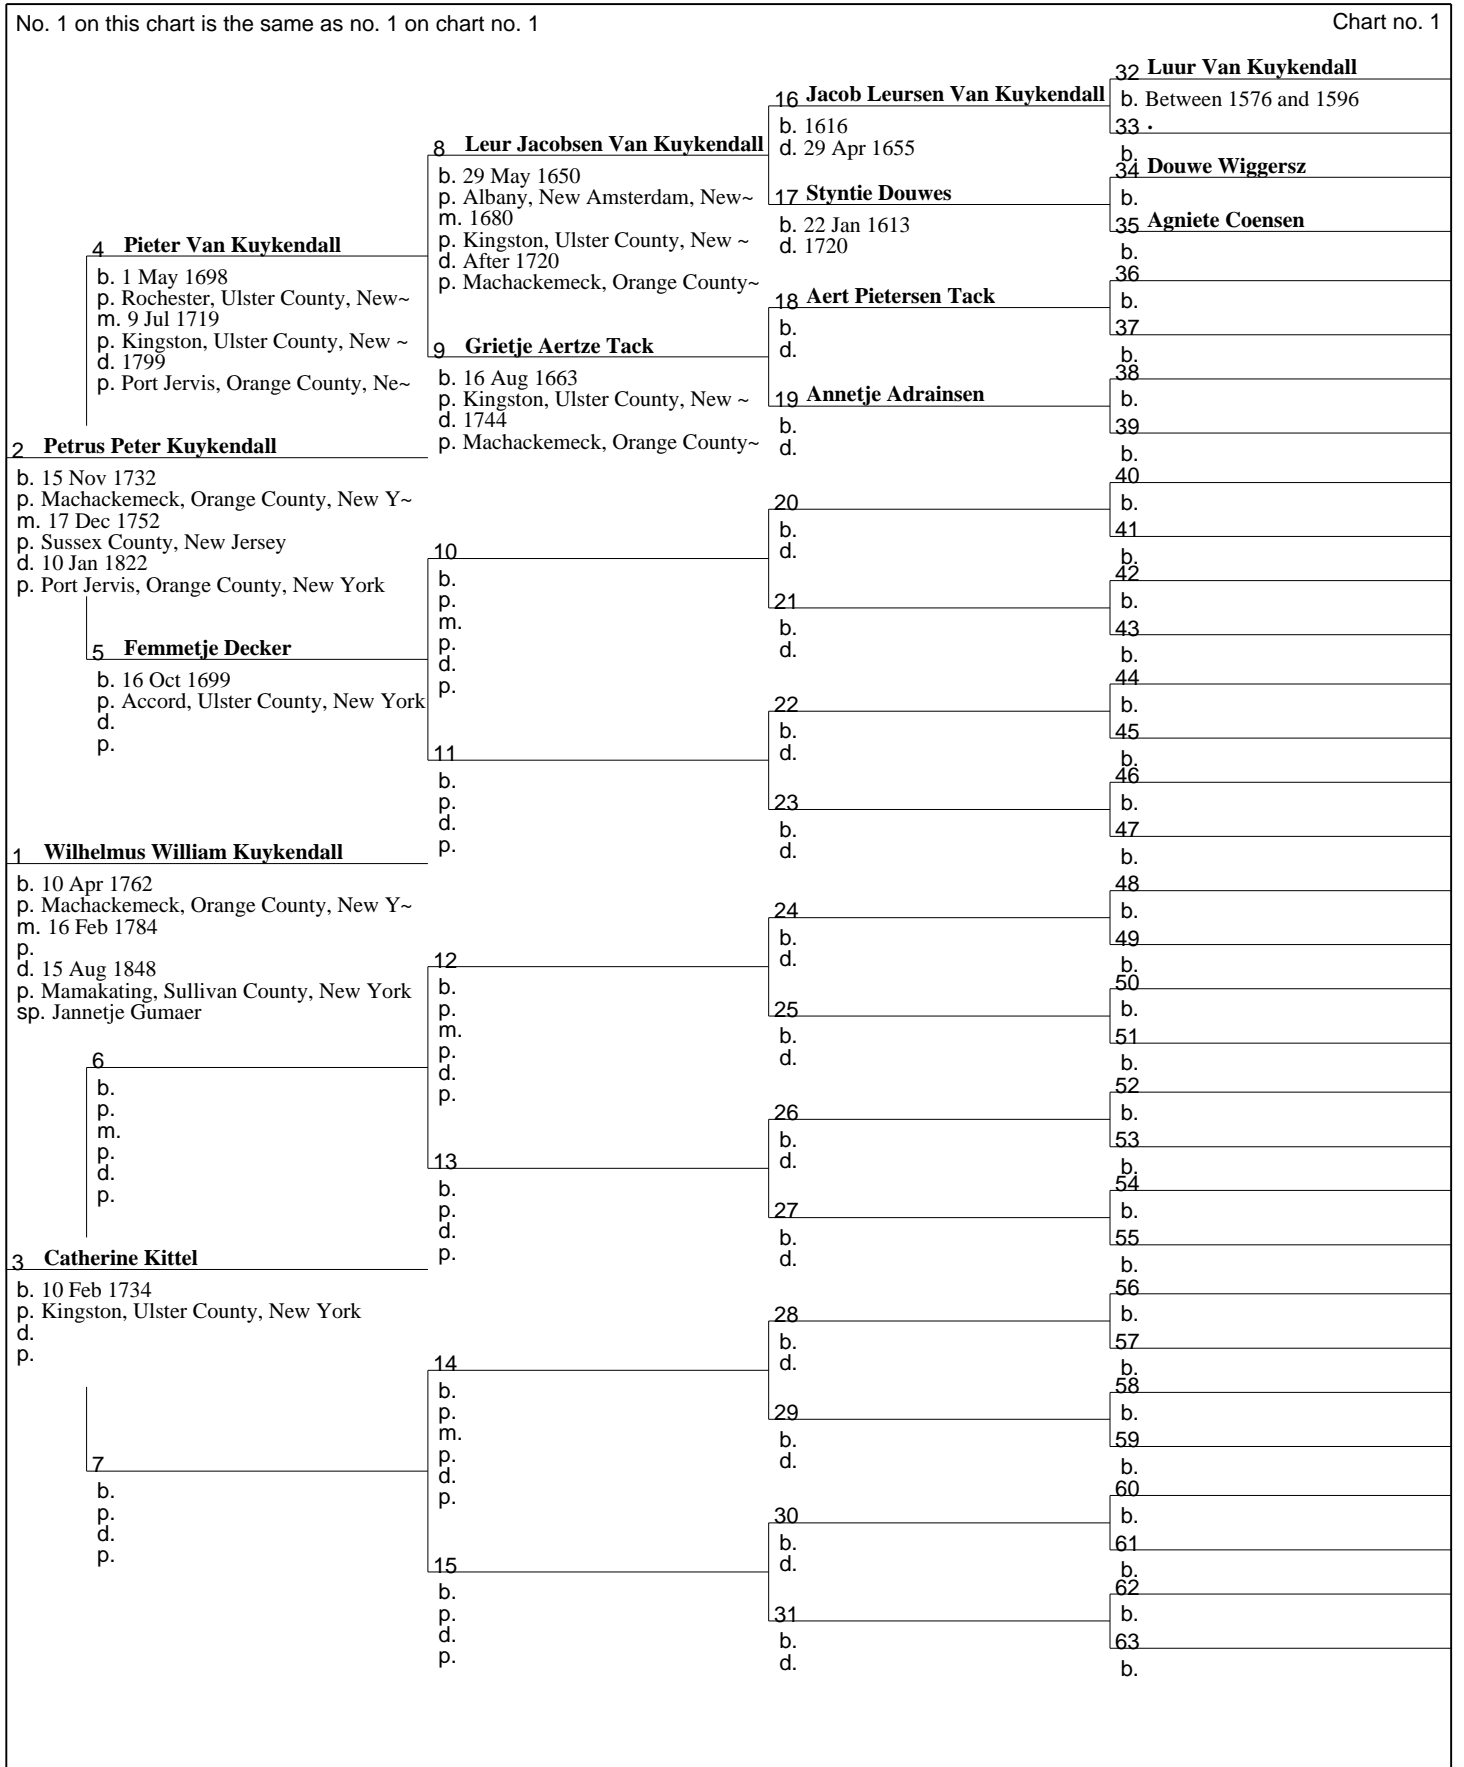 No. 1 on this chart is the same as no. 1 on chart no. 1
Chart no. 1
4 Pieter Van Kuykendall
b. 1 May 1698
p. Rochester, Ulster County, New~
m. 9 Jul 1719
p. Kingston, Ulster County, New ~
d. 1799
p. Port Jervis, Orange County, Ne~
2 Petrus Peter Kuykendall
b. 15 Nov 1732
p. Machackemeck, Orange County, New Y~
m. 17 Dec 1752
p. Sussex County, New Jersey
d. 10 Jan 1822
p. Port Jervis, Orange County, New York
5 Femmetje Decker
b. 16 Oct 1699
p. Accord, Ulster County, New York
d.
p.
1 Wilhelmus William Kuykendall
b. 10 Apr 1762
p. Machackemeck, Orange County, New Y~
m. 16 Feb 1784
p.
d. 15 Aug 1848
p. Mamakating, Sullivan County, New York
sp. Jannetje Gumaer
6
b.
p.
m.
p.
d.
p.
3 Catherine Kittel
b. 10 Feb 1734
p. Kingston, Ulster County, New York
d.
p.
7
b.
p.
d.
p.
8 Leur Jacobsen Van Kuykendall
b. 29 May 1650
p. Albany, New Amsterdam, New~
m. 1680
p. Kingston, Ulster County, New ~
d. After 1720
p. Machackemeck, Orange County~
9 Grietje Aertze Tack
b. 16 Aug 1663
p. Kingston, Ulster County, New ~
d. 1744
p. Machackemeck, Orange County~
10
b.
p.
m.
p.
d.
p.
11
b.
p.
d.
p.
12
b.
p.
m.
p.
d.
p.
13
b.
p.
d.
p.
14
b.
p.
m.
p.
d.
p.
15
b.
p.
d.
p.
16 Jacob Leursen Van Kuykendall
b. 1616
d. 29 Apr 1655
17 Styntie Douwes
b. 22 Jan 1613
d. 1720
18 Aert Pietersen Tack
b.
d.
19 Annetje Adrainsen
b.
d.
20
b.
d.
21
b.
d.
22
b.
d.
23
b.
d.
24
b.
d.
25
b.
d.
26
b.
d.
27
b.
d.
28
b.
d.
29
b.
d.
30
b.
d.
31
b.
d.
32 Luur Van Kuykendall
b. Between 1576 and 1596
33 .
b.
34 Douwe Wiggersz
b.
35 Agniete Coensen
b.
36
b.
37
b.
38
b.
39
b.
40
b.
41
b.
42
b.
43
b.
44
b.
45
b.
46
b.
47
b.
48
b.
49
b.
50
b.
51
b.
52
b.
53
b.
54
b.
55
b.
56
b.
57
b.
58
b.
59
b.
60
b.
61
b.
62
b.
63
b.